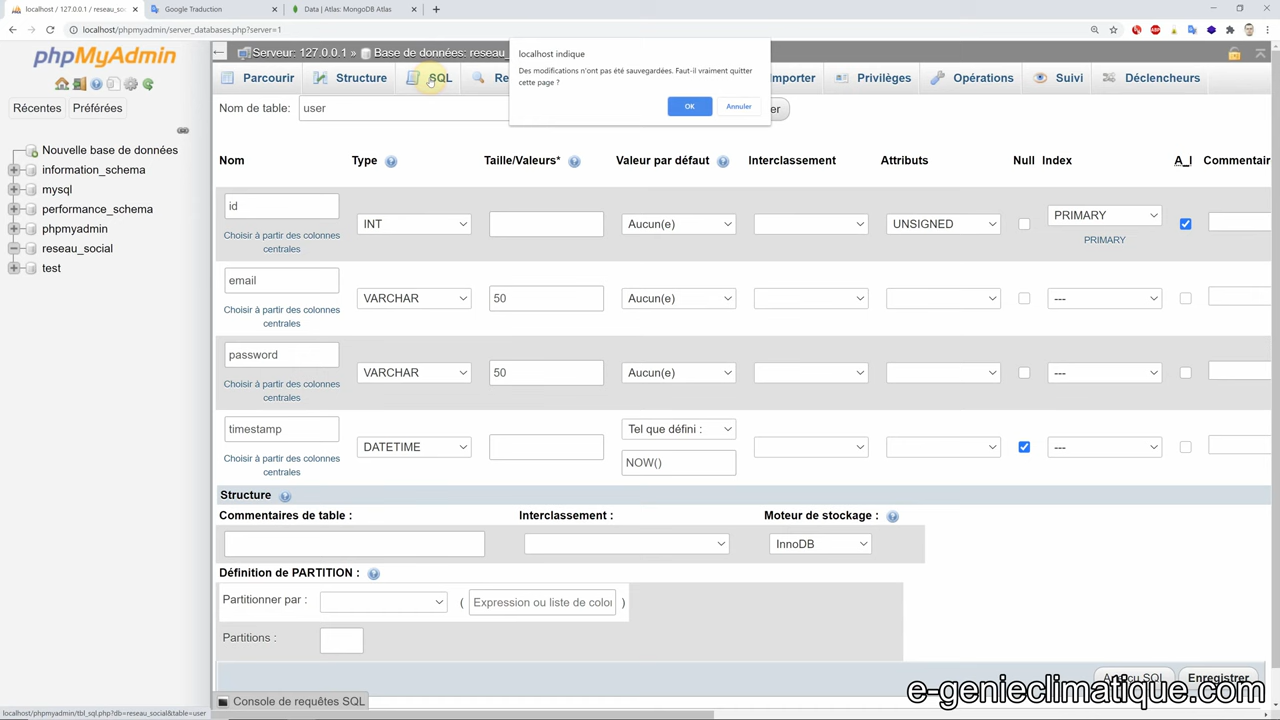 localhost / 127.0.0.1 / reseau_soc
Google Traduction
Data | Atlas: MongoDB Atlas
localhost/phpmyadmin/server_databases.php?server=1
phpMyAdmin
Récentes
Préférées
Nouvelle base de données
information_schema
mysql
performance_schema
phpmyadmin
reseau_social
test
Serveur: 127.0.0.1 » Base de données: reseau
localhost indique
Des modifications n'ont pas été sauvegardées. Faut-il vraiment quitter
cette page ?
OK
Annuler
Parcourir
Structure
SQL
Re
mporter
Privilèges
Opérations
Suivi
Déclencheurs
Nom de table:
user
er
Nom
Type
Taille/Valeurs*
Valeur par défaut
Interclassement
Attributs
Null
Index
A_I
Commentair
id
Choisir à partir des colonnes
centrales
INT
Aucun(e)
UNSIGNED
PRIMARY
PRIMARY
email
Choisir à partir des colonnes
centrales
VARCHAR
50
Aucun(e)
---
password
Choisir à partir des colonnes
centrales
VARCHAR
50
Aucun(e)
---
timestamp
Choisir à partir des colonnes
centrales
DATETIME
Tel que défini :
NOW()
---
Structure
Commentaires de table :
Interclassement :
Moteur de stockage :
InnoDB
Définition de PARTITION :
Partitionner par :
(
Expression ou liste de color
)
Partitions :
Enregistrer
Console de requêtes SQL
e-genieclimatique.com
localhost/phpmyadmin/tbl_sql.php?db=reseau_social&table=user